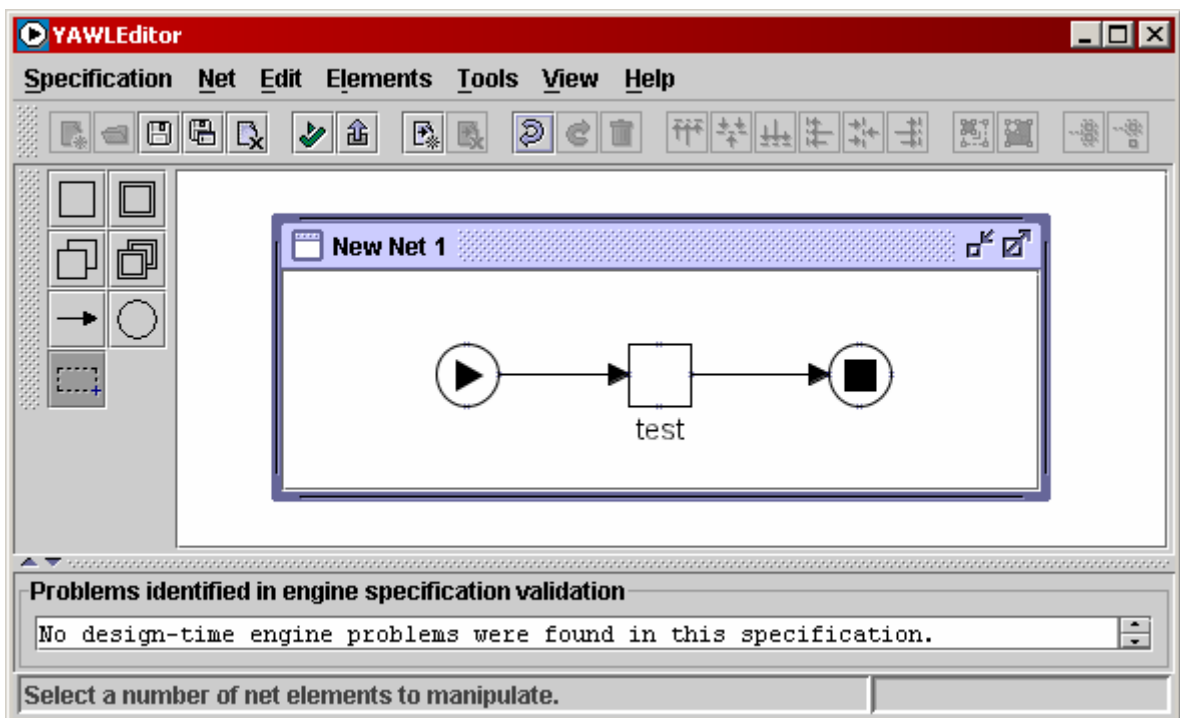 YAWLEditor
Specification Net Edit Elements Tools View Help
New Net 1
test
Problems identified in engine specification validation
No design-time engine problems were found in this specification.
Select a number of net elements to manipulate.